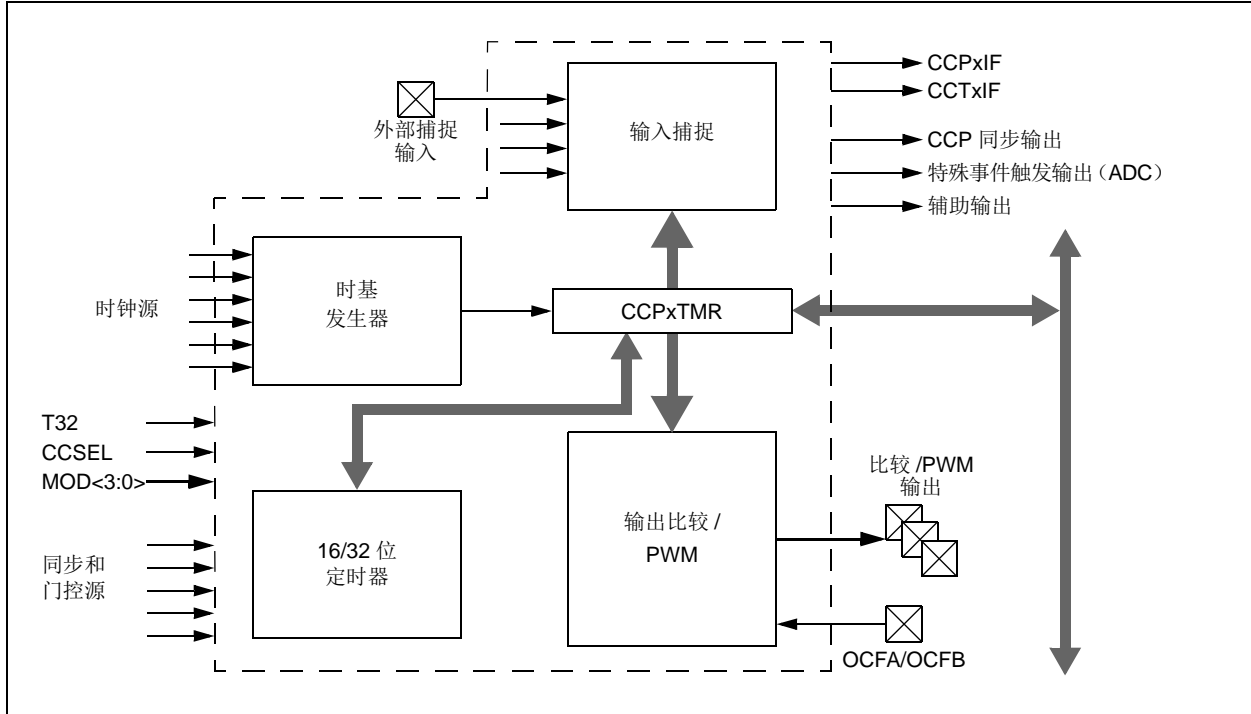 CCPxIF
CCTxIF
输入捕捉
外部捕捉
输入
CCP 同步输出
特殊事件触发输出（ADC）
辅助输出
时钟源
时基
发生器
CCPxTMR
T32
CCSEL
MOD<3:0>
同步和
门控源
16/32 位
定时器
输出比较 /
PWM
比较 /PWM
输出
OCFA/OCFB